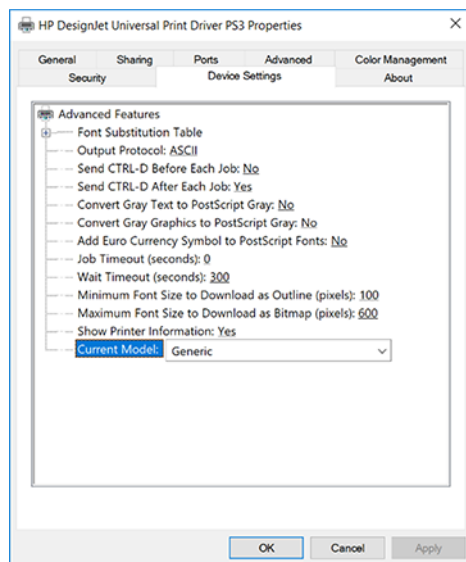 HP DesignJet Universal Print Driver PS3 Properties
General Sharing Ports Advanced Color Management
Security Device Settings About
Advanced Features
Font Substitution Table
Output Protocol: ASCII
Send CTRL-D Before Each Job: No
Send CTRL-D After Each Job: Yes
Convert Gray Text to PostScript Gray: No
Convert Gray Graphics to PostScript Gray: No
Add Euro Currency Symbol to PostScript Fonts: No
Job Timeout (seconds): 0
Wait Timeout (seconds): 300
Minimum Font Size to Download as Outline (pixels): 100
Maximum Font Size to Download as Bitmap (pixels): 600
Show Printer Information: Yes
Current Model: Generic
OK Cancel Apply